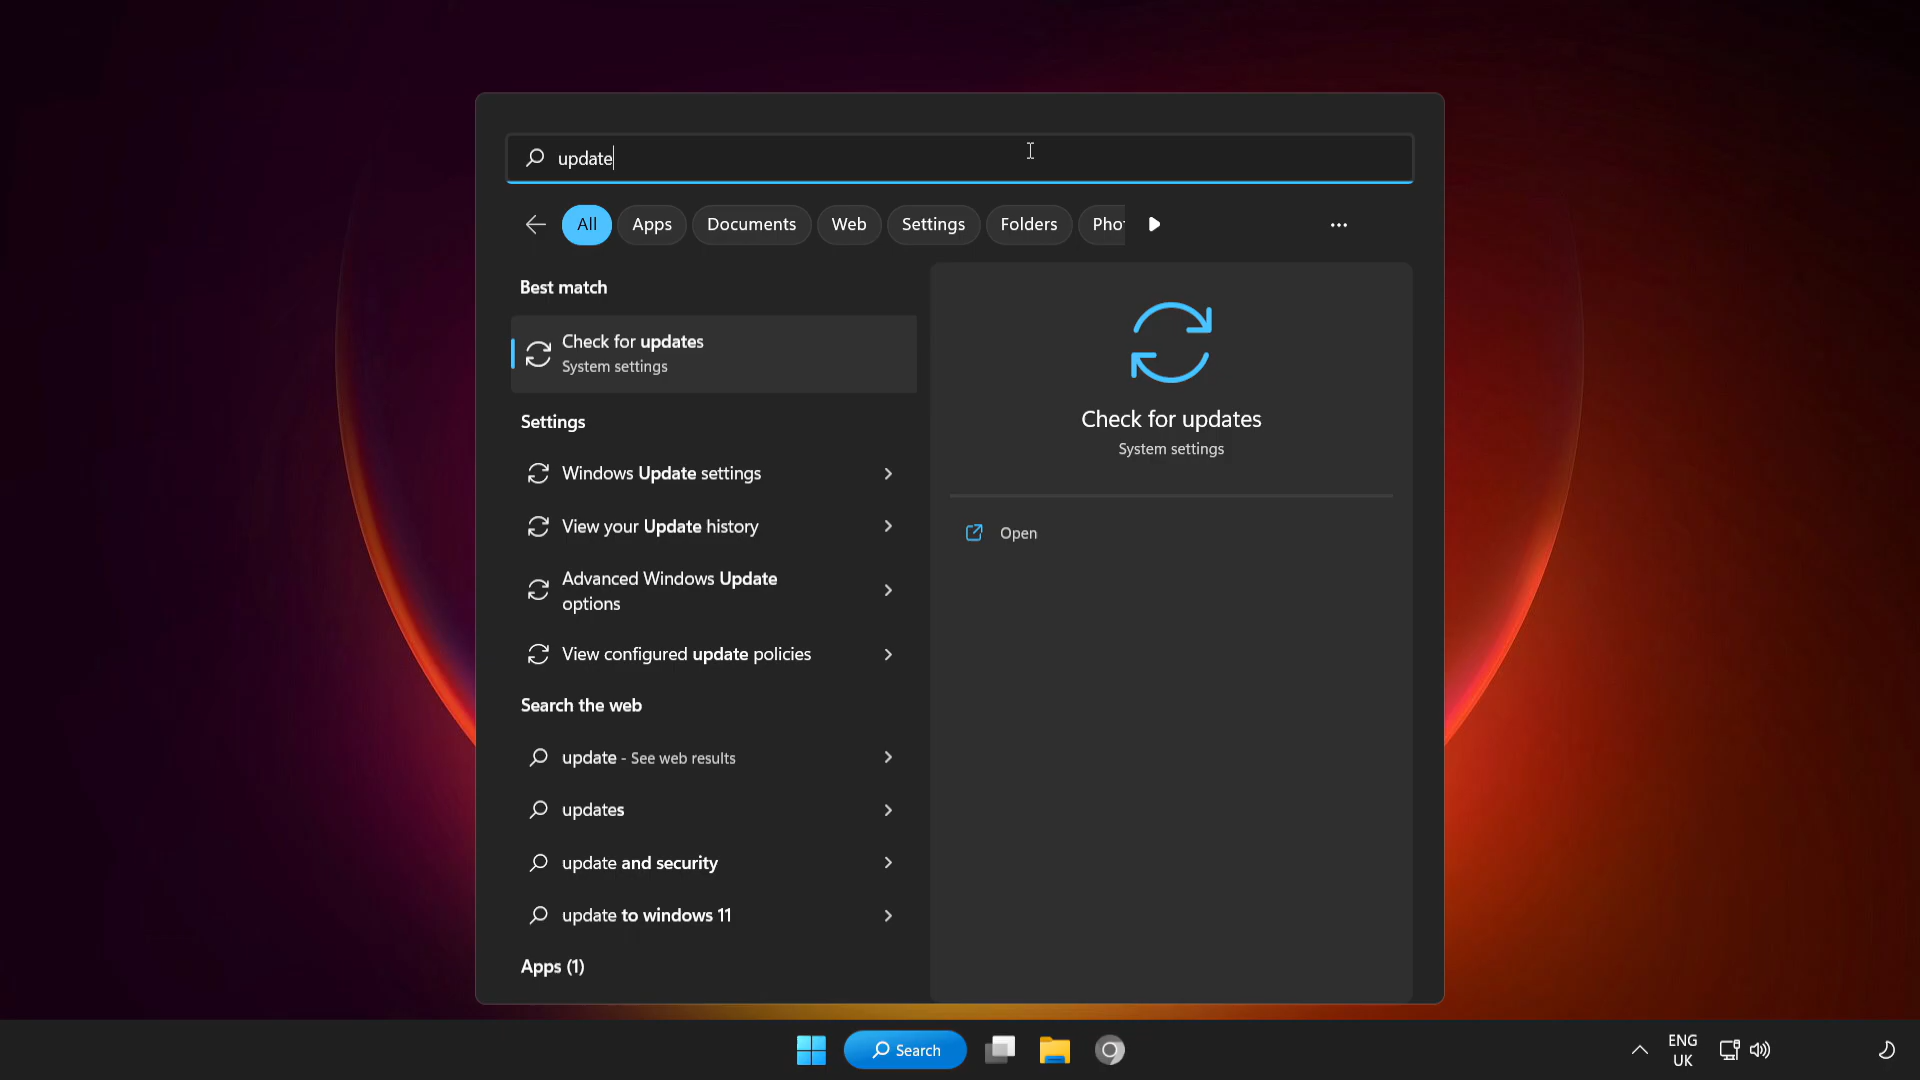 update
All
Apps
Documents
Web
Settings
Folders
Pho
Best match
Check for updates
System settings
Settings
Windows Update settings
View your Update history
Advanced Windows Update
options
View configured update policies
Search the web
update - See web results
updates
update and security
update to windows 11
Apps (1)
Check for updates
System settings
Open
Search
ENG
UK